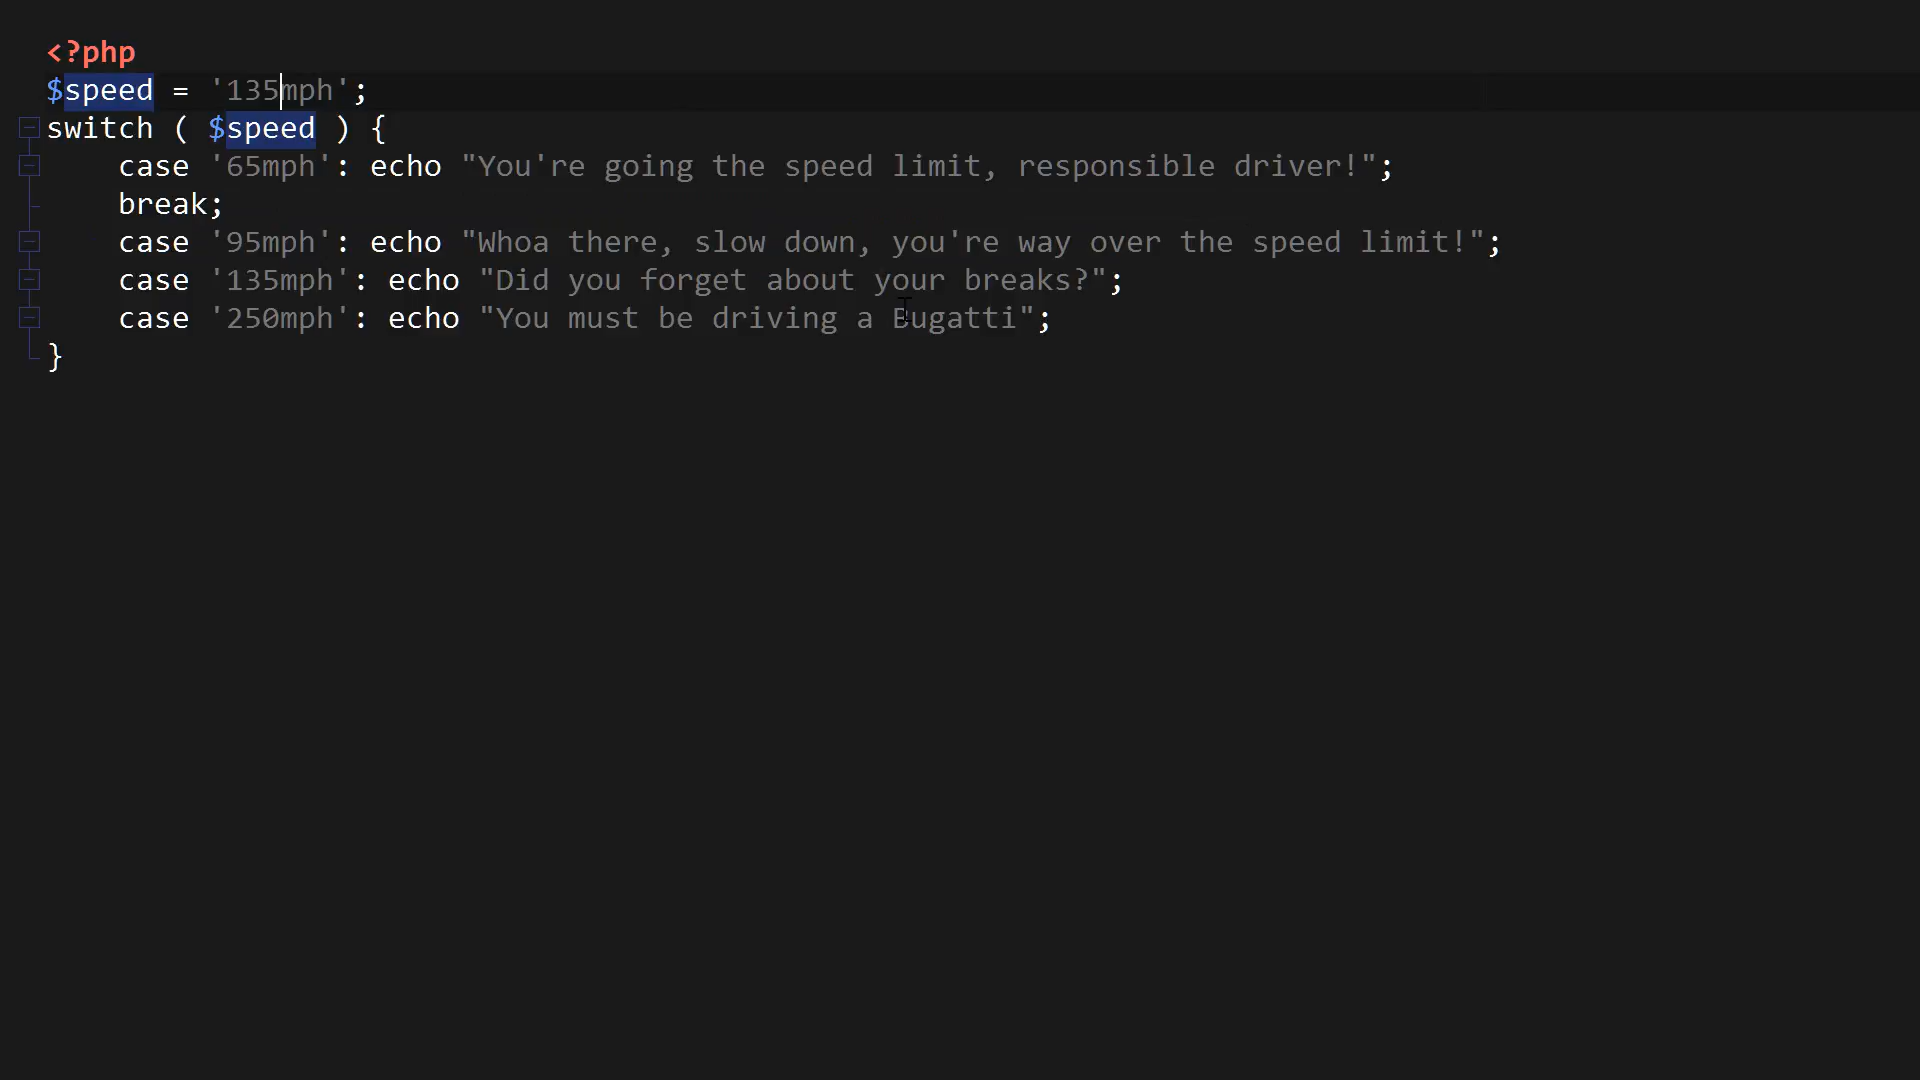 <?php
$speed = '135mph';
switch ( $speed ) {
    case '65mph': echo "You're going the speed limit, responsible driver!";
    break;
    case '95mph': echo "Whoa there, slow down, you're way over the speed limit!";
    case '135mph': echo "Did you forget about your breaks?";
    case '250mph': echo "You must be driving a Bugatti";
}